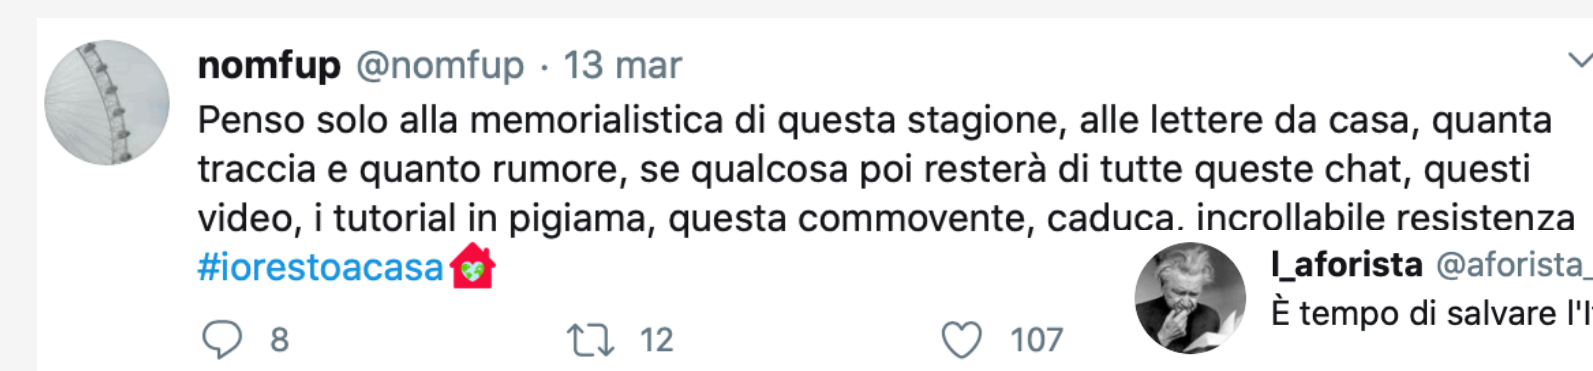 nomfup @nomfup · 13 mar
Penso solo alla memorialistica di questa stagione, alle lettere da casa, quanta
traccia e quanto rumore, se qualcosa poi resterà di tutte queste chat, questi
video, i tutorial in pigiama, questa commovente, caduca, incrollabile resistenza
#iorestoacasa
8 12 107
l_aforista @aforista_
È tempo di salvare